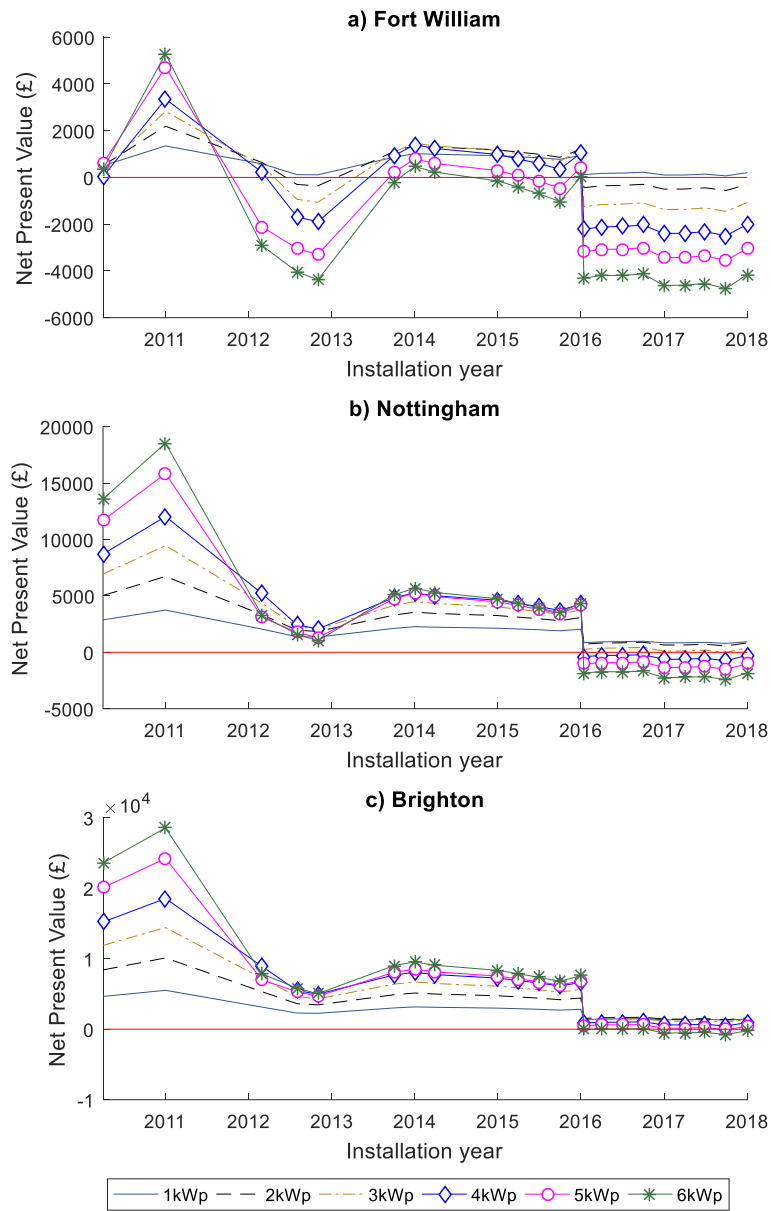 a) Fort William
6000
4000
2000
0
-2000
-4000
-6000
Net Present Value (£)
2011 2012 2013 2014 2015 2016 2017 2018
Installation year
b) Nottingham
20000
15000
10000
5000
0
-5000
Net Present Value (£)
2011 2012 2013 2014 2015 2016 2017 2018
Installation year
c) Brighton
×10⁴
3
2
1
0
-1
Net Present Value (£)
2011 2012 2013 2014 2015 2016 2017 2018
Installation year
1kWp 2kWp 3kWp 4kWp 5kWp 6kWp